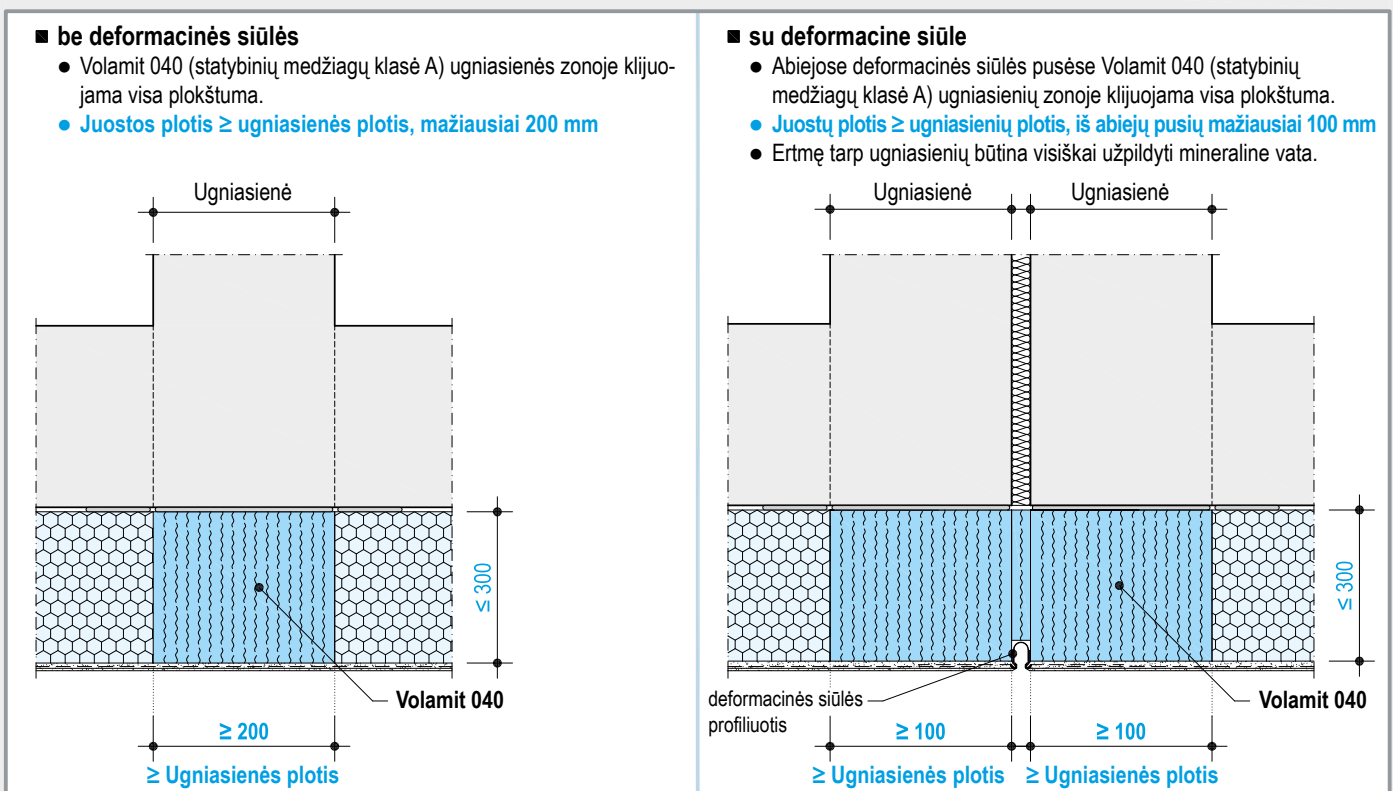 be deformacinės siūlės
● Volamit 040 (statybinių medžiagų klasė A) ugniasienės zonoje klijuo-
jama visa plokštuma.
● Juostos plotis ≥ ugniasienės plotis, mažiausiai 200 mm
Ugniasienė
≤ 300
Volamit 040
≥ 200
≥ Ugniasienės plotis
su deformacine siūle
● Abiejose deformacinės siūlės pusėse Volamit 040 (statybinių
medžiagų klasė A) ugniasienių zonoje klijuojama visa plokštuma.
● Juostų plotis ≥ ugniasienių plotis, iš abiejų pusių mažiausiai 100 mm
● Ertmę tarp ugniasienių būtina visiškai užpildyti mineraline vata.
Ugniasienė Ugniasienė
≤ 300
deformacinės siūlės
profiliuotis
Volamit 040
≥ 100 ≥ 100
≥ Ugniasienės plotis ≥ Ugniasienės plotis